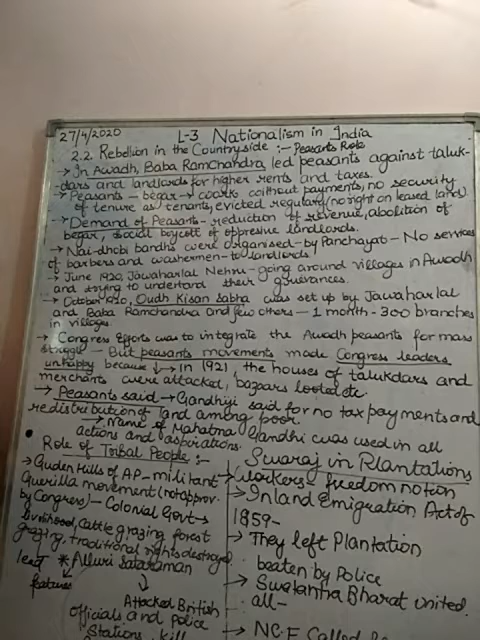 27/4/2020
L-3 Nationalism in India
2.2. Rebellion in the Countryside :- Peasants Role
→ In Awadh, Baba Ramchandra, led peasants against taluk-
dars and landlords for higher rents and taxes.
→ Peasants - begar → works without payments, no security
of tenure as tenants, evicted regularly (no right on leased land)
→ Demand of Peasants - reduction of revenue, abolition of
begar, social boycott of oppresive landlords.
→ Nai-dhobi bandhs were organised - by Panchayat - No services
of barbers and washermen - to landlords.
→ June 1920, Jawaharlal Nehru - going around villages in Awadh
and trying to understand their grievances.
→ October 1920, Oudh Kisan Sabha was set up by Jawaharlal
and Baba Ramchandra and few others - 1 month - 300 branches
in villages
→ Congress Efforts was to integrate the Awadh peasants for mass
struggle - But peasants movements made Congress leaders
unhappy because → in 1921, the houses of talukdars and
merchants were attacked, bazaars looted etc.
→ Peasants said → Gandhiji said for no tax payments and
redistribution of land among poor.
→ Name of Mahatma Gandhi was used in all
actions and aspirations.
• Role of Tribal People :-
→ Guden Hills of AP - militant
Guerilla movement (not approv-
by Congress) - Colonial Govt →
livelihood, cattle grazing forest
grazing, traditional rights destroyed
lead * Alluri Sataraman
features
Attacked British
officials and police
stations, kill
Swaraj in Plantations
→ Workers - freedom notion
→ Inland Emigration Act of
1859 -
→ They left Plantation
beaten by Police
→ Swatantra Bharat united
all -
→ NC.F Called